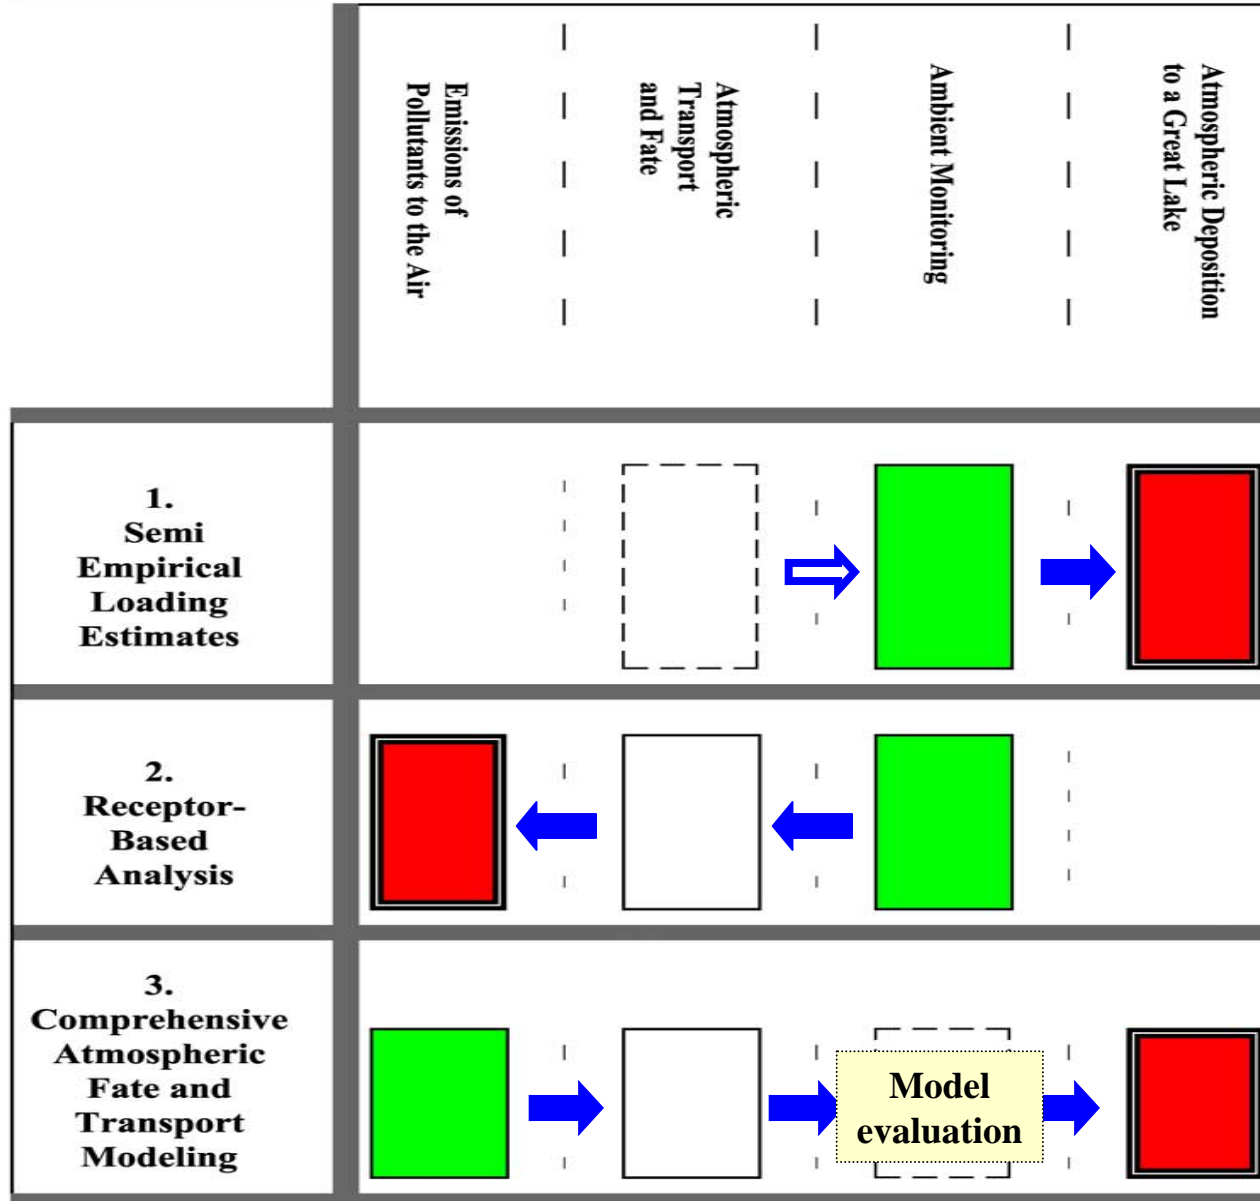 Emissions of
Pollutants to the Air
Atmospheric
Transport
and Fate
Ambient Monitoring
Atmospheric Deposition
to a Great Lake
1.
Semi
Empirical
Loading
Estimates
2.
Receptor-
Based
Analysis
3.
Comprehensive
Atmospheric
Fate and
Transport
Modeling
Model
evaluation